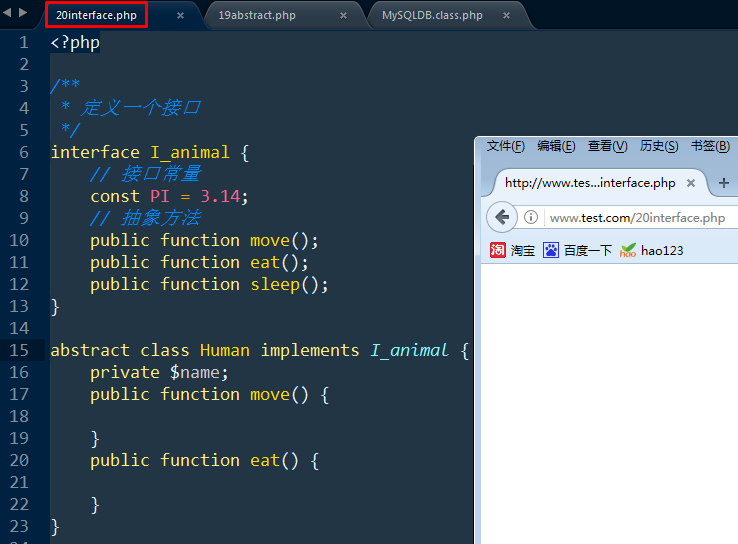 20interface.php × 19abstract.php × MySQLDB.class.php ×
1 <?php
2
3 /**
4  * 定义一个接口
5  */
6 interface I_animal {
7     // 接口常量
8     const PI = 3.14;
9     // 抽象方法
10     public function move();
11     public function eat();
12     public function sleep();
13 }
14
15 abstract class Human implements I_animal {
16     private $name;
17     public function move() {
18
19     }
20     public function eat() {
21
22     }
23 }
文件(F) 编辑(E) 查看(V) 历史(S) 书签(B)
http://www.tes...interface.php × +
www.test.com/20interface.php
淘 淘宝 百度一下 hao hao123